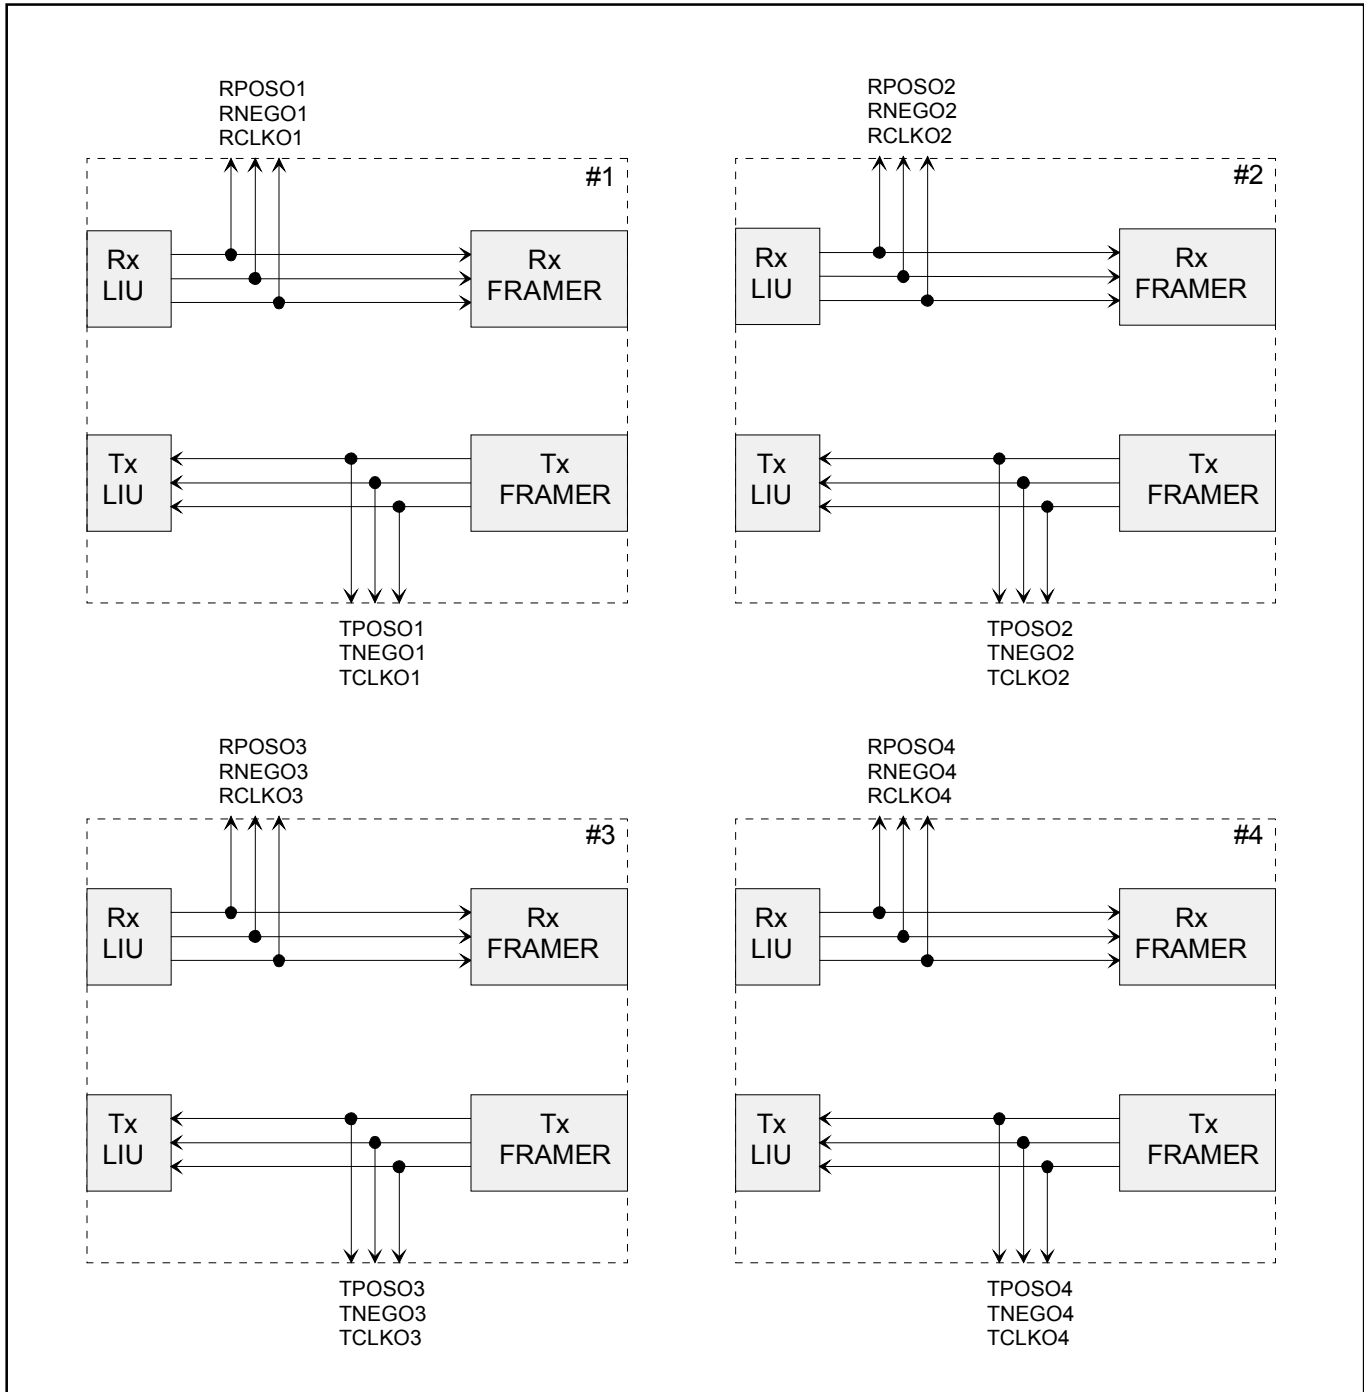 RPOSO1
RNEGO1
RCLKO1
#1
Rx
LIU
Rx
FRAMER
Tx
LIU
Tx
FRAMER
TPOSO1
TNEGO1
TCLKO1
RPOSO2
RNEGO2
RCLKO2
#2
Rx
LIU
Rx
FRAMER
Tx
LIU
Tx
FRAMER
TPOSO2
TNEGO2
TCLKO2
RPOSO3
RNEGO3
RCLKO3
#3
Rx
LIU
Rx
FRAMER
Tx
LIU
Tx
FRAMER
TPOSO3
TNEGO3
TCLKO3
RPOSO4
RNEGO4
RCLKO4
#4
Rx
LIU
Rx
FRAMER
Tx
LIU
Tx
FRAMER
TPOSO4
TNEGO4
TCLKO4